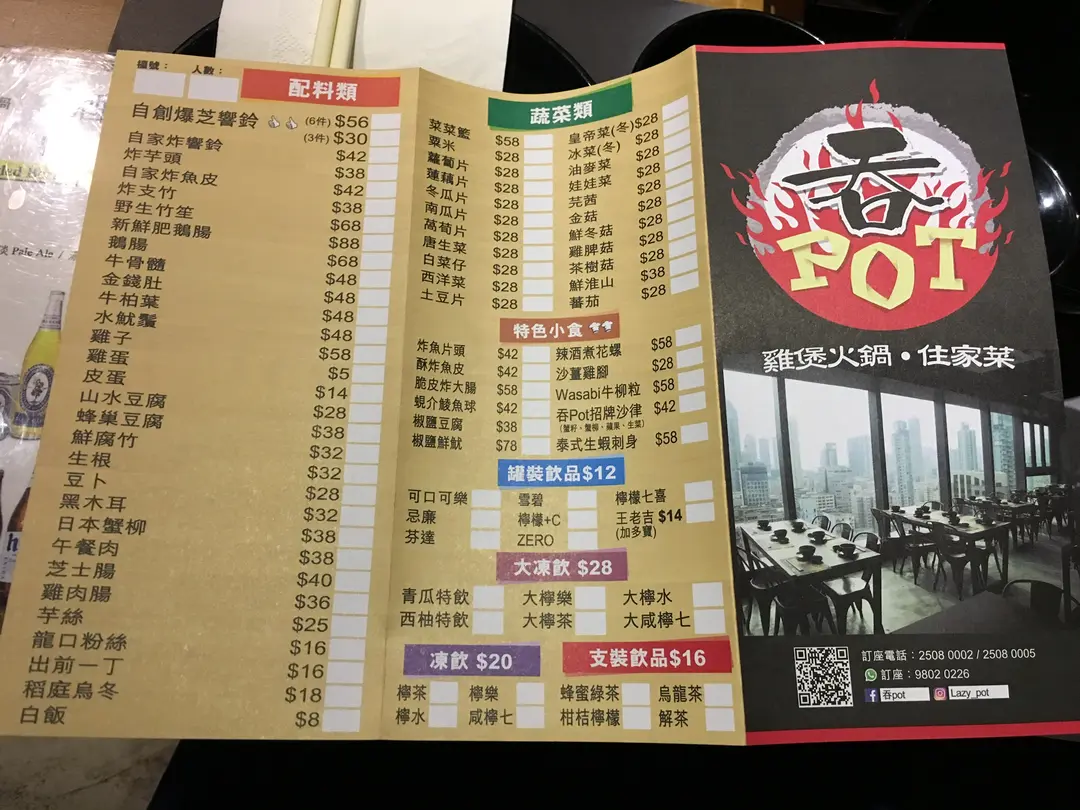 檯號：
人數：
配料類
自創爆芝響鈴 (6件) $56
(3件) $30
自家炸響鈴 $42
炸芋頭 $38
自家炸魚皮 $42
炸支竹 $38
野生竹笙 $68
新鮮肥鵝腸 $88
鵝腸 $68
牛骨髓 $48
金錢肚 $48
牛柏葉 $48
水魷鬚 $48
雞子 $58
雞蛋 $5
皮蛋 $14
山水豆腐 $28
蜂巢豆腐 $38
鮮腐竹 $32
生根 $32
豆卜 $28
黑木耳 $32
日本蟹柳 $38
午餐肉 $38
芝士腸 $40
雞肉腸 $36
芋絲 $25
龍口粉絲 $16
出前一丁 $16
稻庭烏冬 $18
白飯 $8
蔬菜類
菜菜籃 $58
粟米 $28
蘿蔔片 $28
蓮藕片 $28
冬瓜片 $28
南瓜片 $28
萵筍片 $28
唐生菜 $28
白菜仔 $28
西洋菜 $28
土豆片 $28
皇帝菜(冬) $28
冰菜(冬) $28
油麥菜 $28
娃娃菜 $28
芫茜 $28
金菇 $28
鮮冬菇 $28
雞脾菇 $28
茶樹菇 $28
鮮淮山 $38
蕃茄 $28
特色小食
炸魚片頭 $42
酥炸魚皮 $42
脆皮炸大腸 $58
蜆介鯪魚球 $42
椒鹽豆腐 $38
椒鹽鮮魷 $78
辣酒煮花螺 $58
沙薑雞腳 $28
Wasabi牛柳粒 $58
吞Pot招牌沙律 $42
(蟹籽、蟹柳、蘋果、生菜)
泰式生蝦刺身 $58
罐裝飲品$12
可口可樂 雪碧 檸檬七喜
忌廉 檸檬+C 王老吉 $14
芬達 ZERO (加多寶)
大凍飲 $28
青瓜特飲 大檸樂 大檸水
西柚特飲 大檸茶 大咸檸七
凍飲 $20
檸茶 檸樂
檸水 咸檸七
支裝飲品$16
蜂蜜綠茶 烏龍茶
柑桔檸檬 解茶
吞
POT
雞煲火鍋・住家菜
訂座電話：2508 0002 / 2508 0005
訂座：9802 0226
吞pot Lazy_pot
Pale Ale /